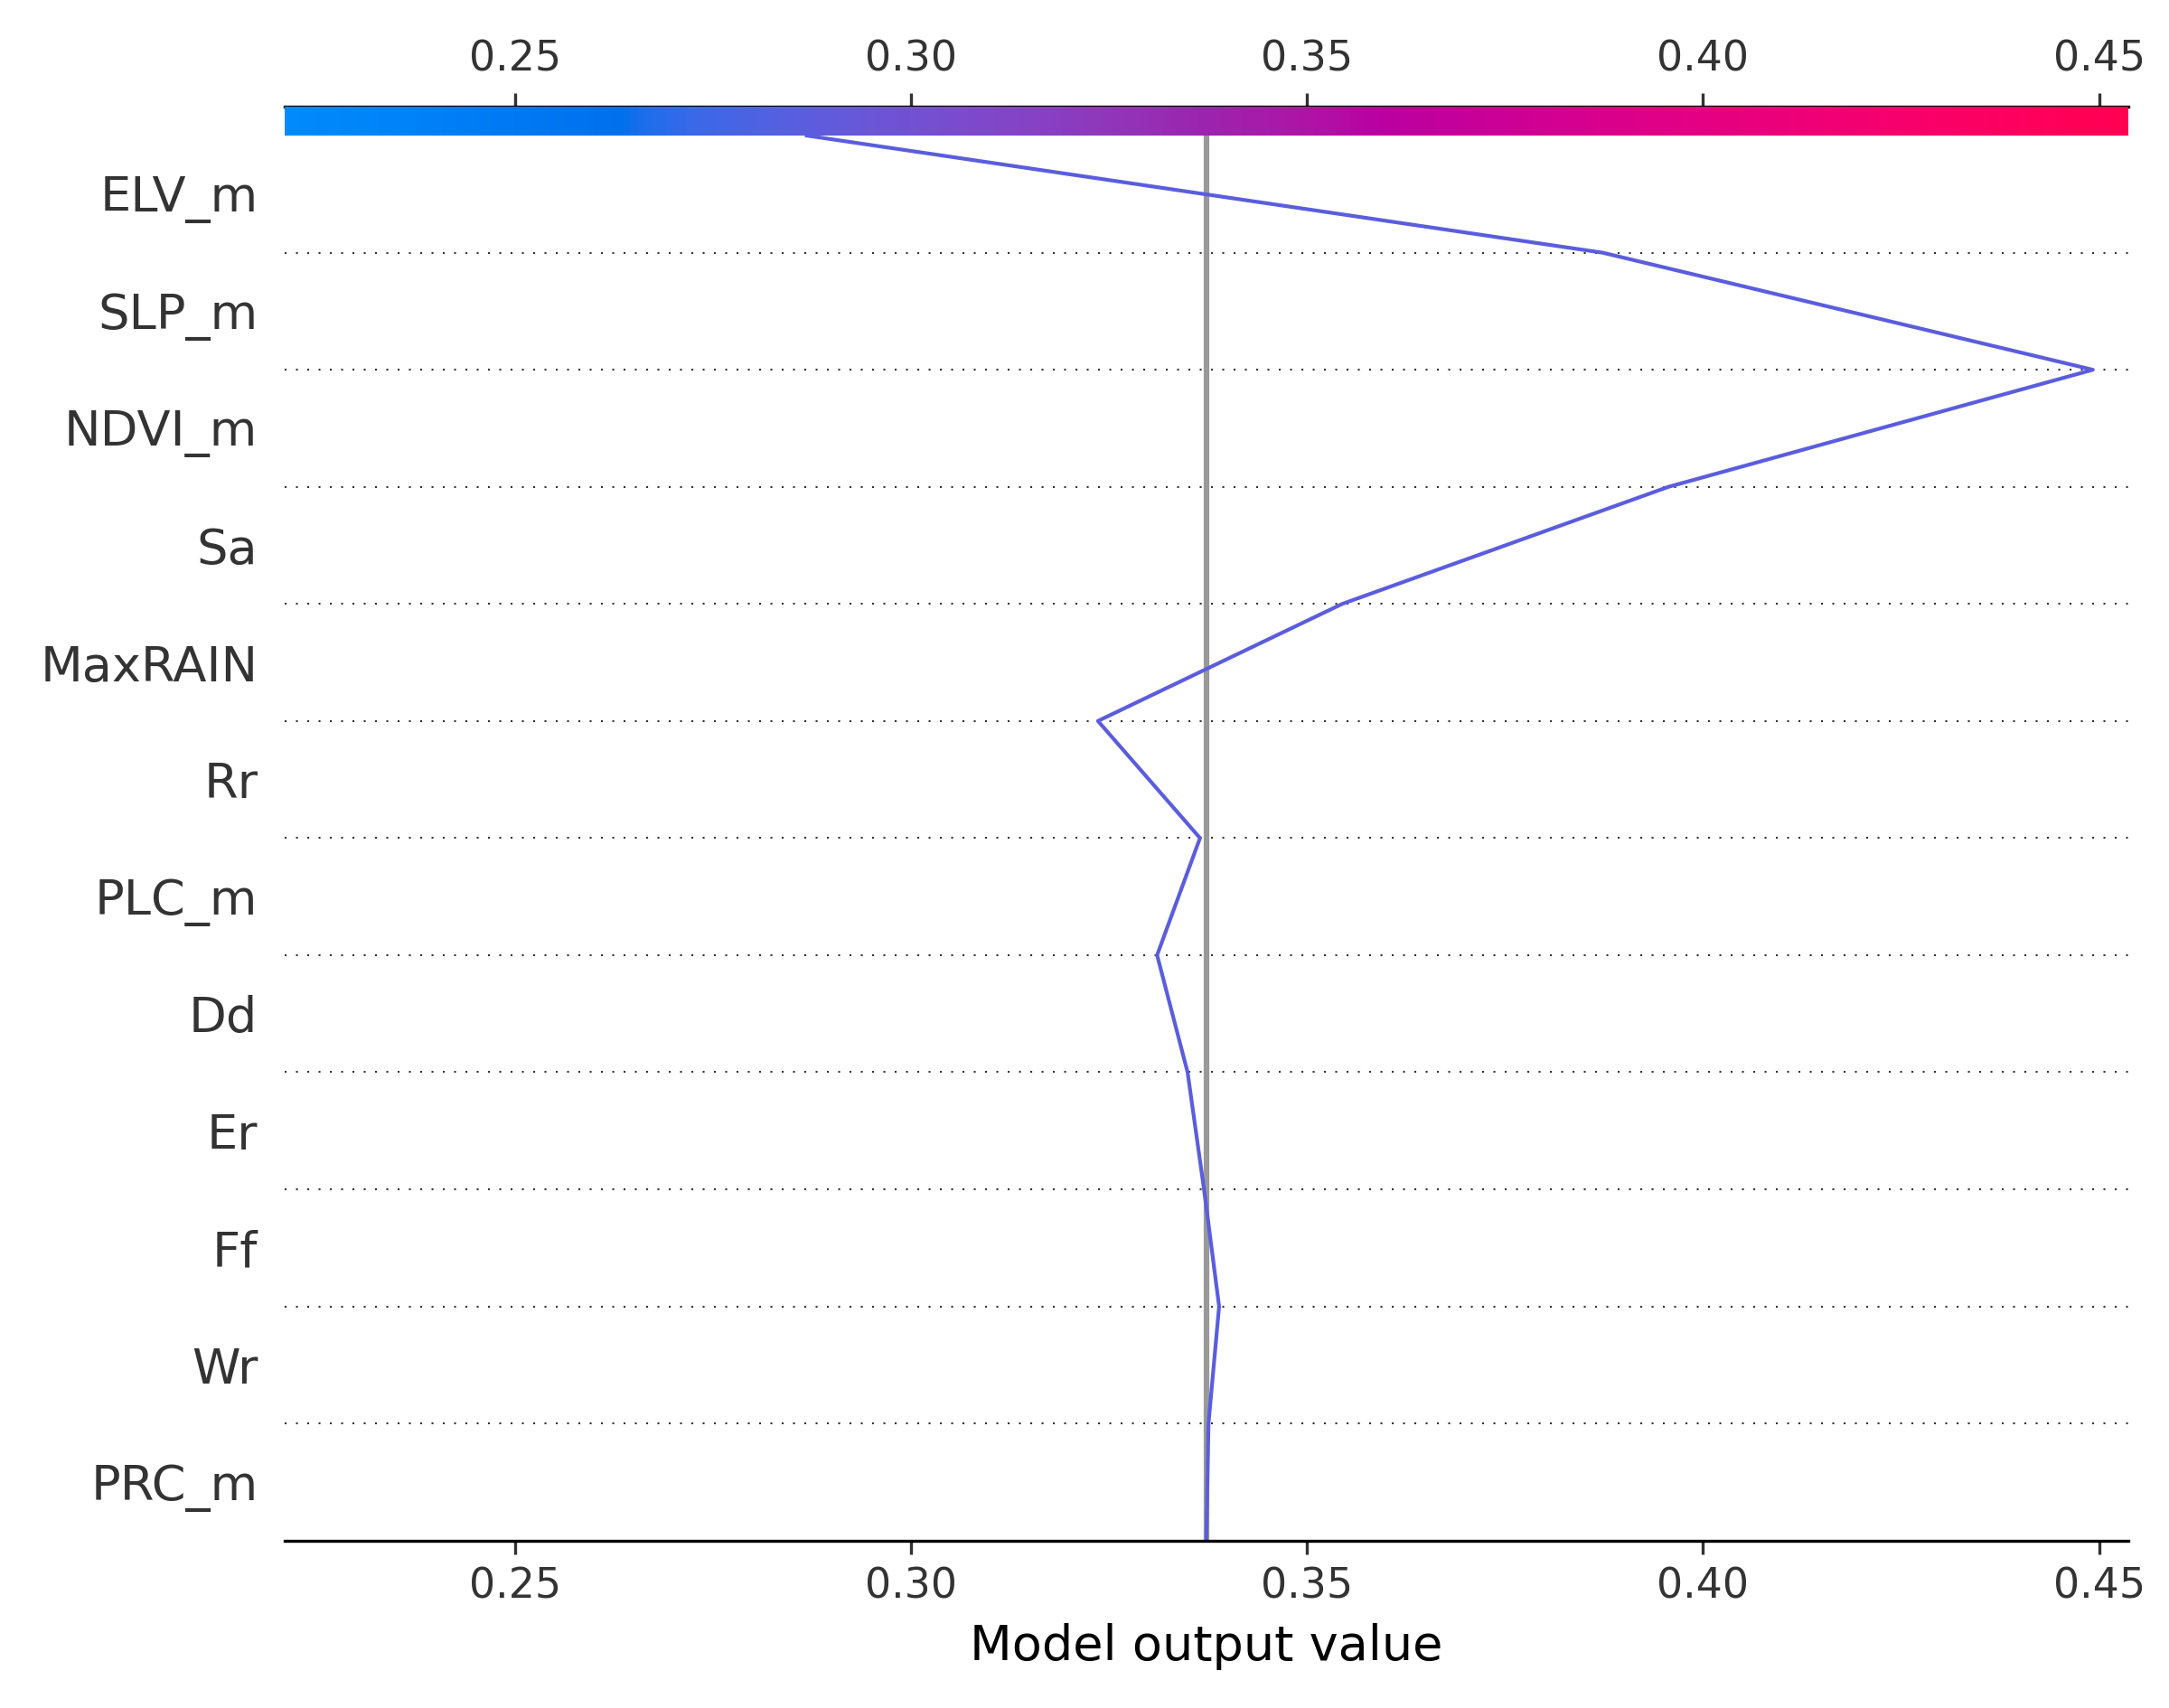 0.25 0.30 0.35 0.40 0.45
ELV_m
SLP_m
NDVI_m
Sa
MaxRAIN
Rr
PLC_m
Dd
Er
Ff
Wr
PRC_m
0.25 0.30 0.35 0.40 0.45
Model output value